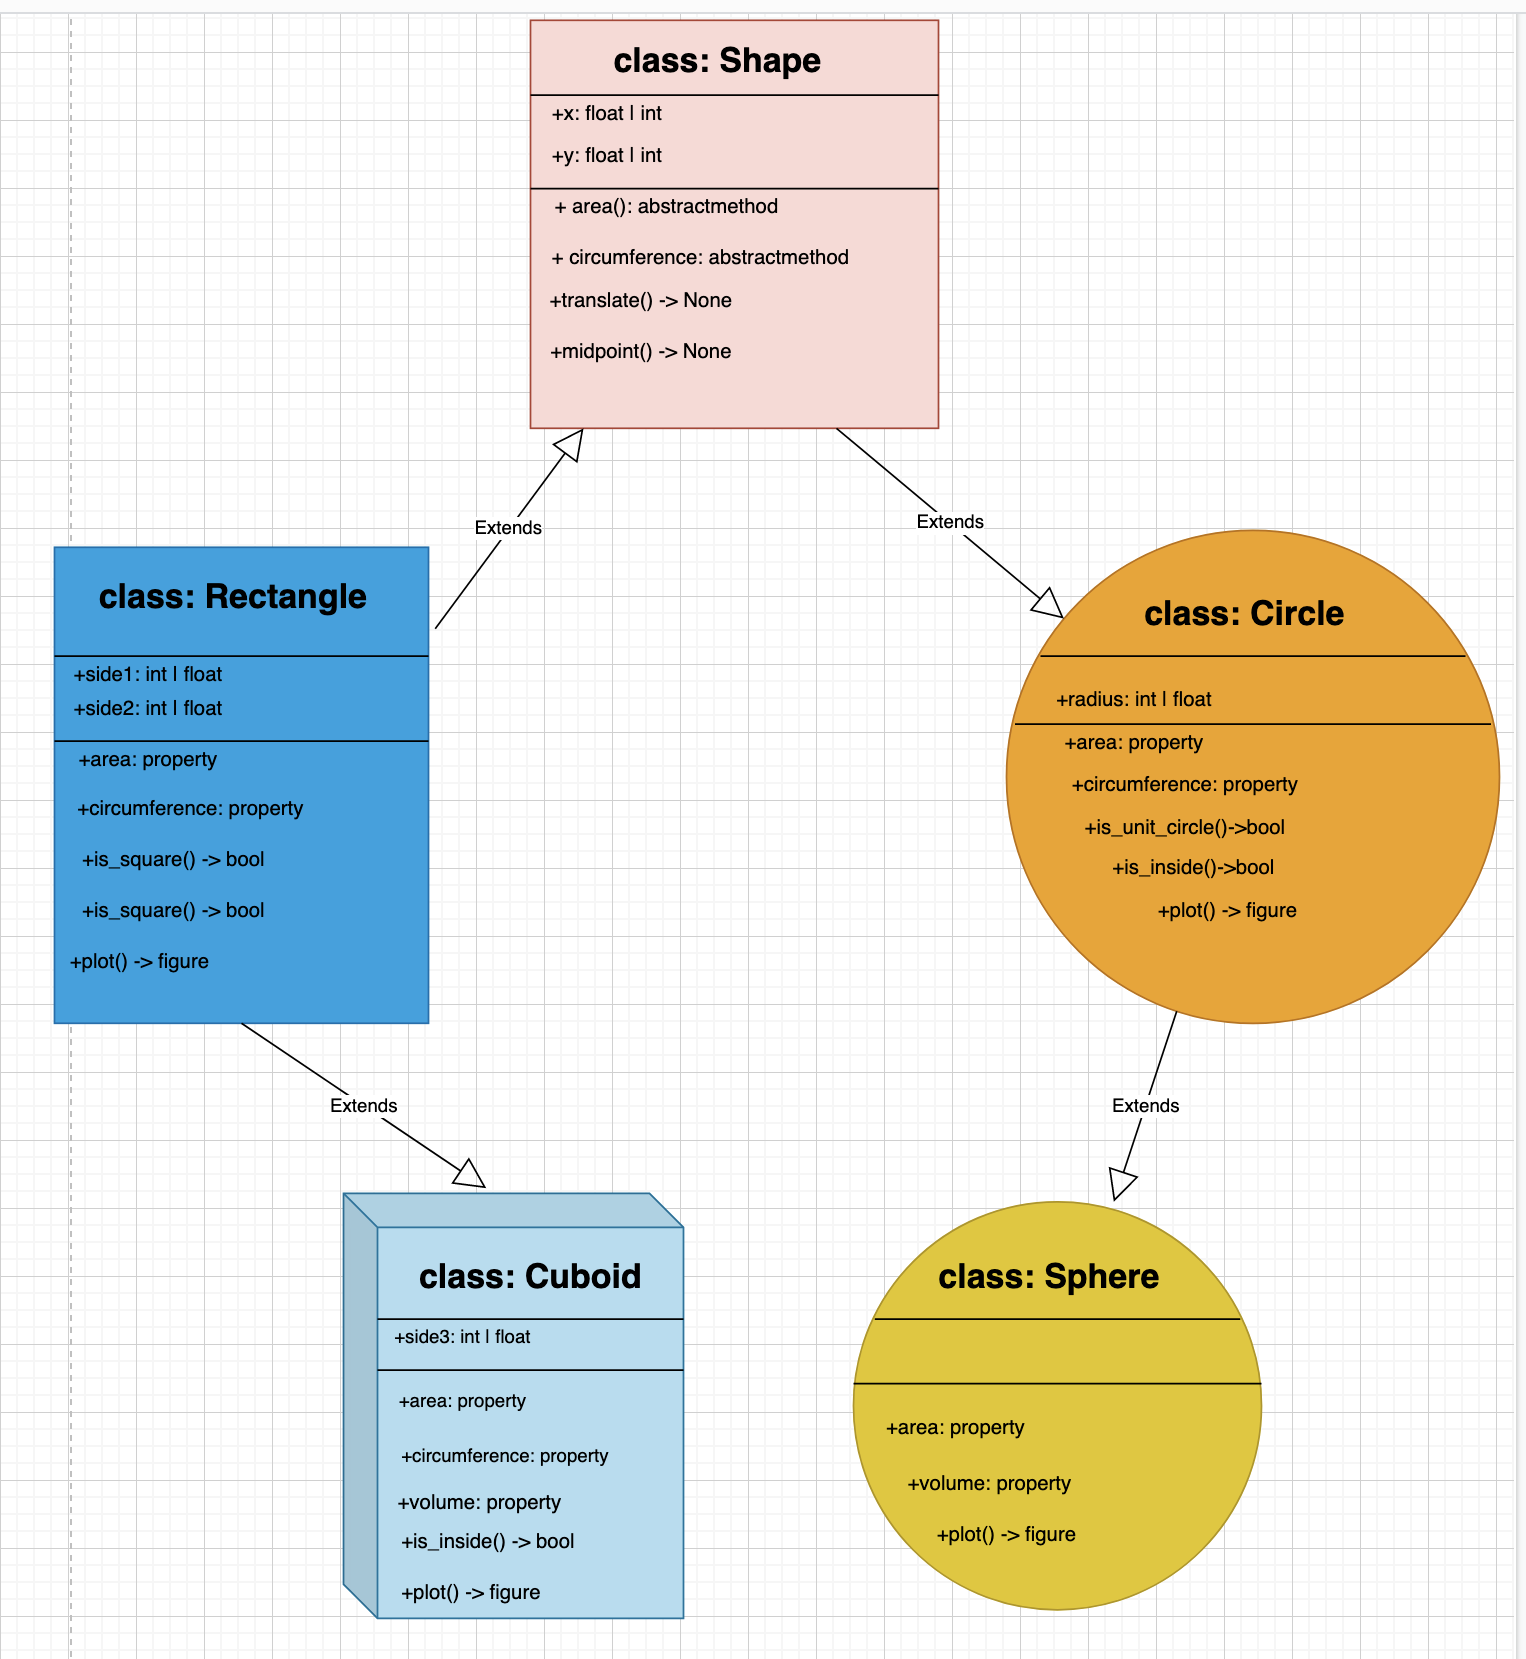 class: Shape
+x: float | int
+y: float | int
+ area(): abstractmethod
+ circumference: abstractmethod
+translate() -> None
+midpoint() -> None
Extends
Extends
class: Rectangle
+side1: int | float
+side2: int | float
+area: property
+circumference: property
+is_square() -> bool
+is_square() -> bool
+plot() -> figure
class: Circle
+radius: int | float
+area: property
+circumference: property
+is_unit_circle()->bool
+is_inside()->bool
+plot() -> figure
Extends
Extends
class: Cuboid
+side3: int | float
+area: property
+circumference: property
+volume: property
+is_inside() -> bool
+plot() -> figure
class: Sphere
+area: property
+volume: property
+plot() -> figure